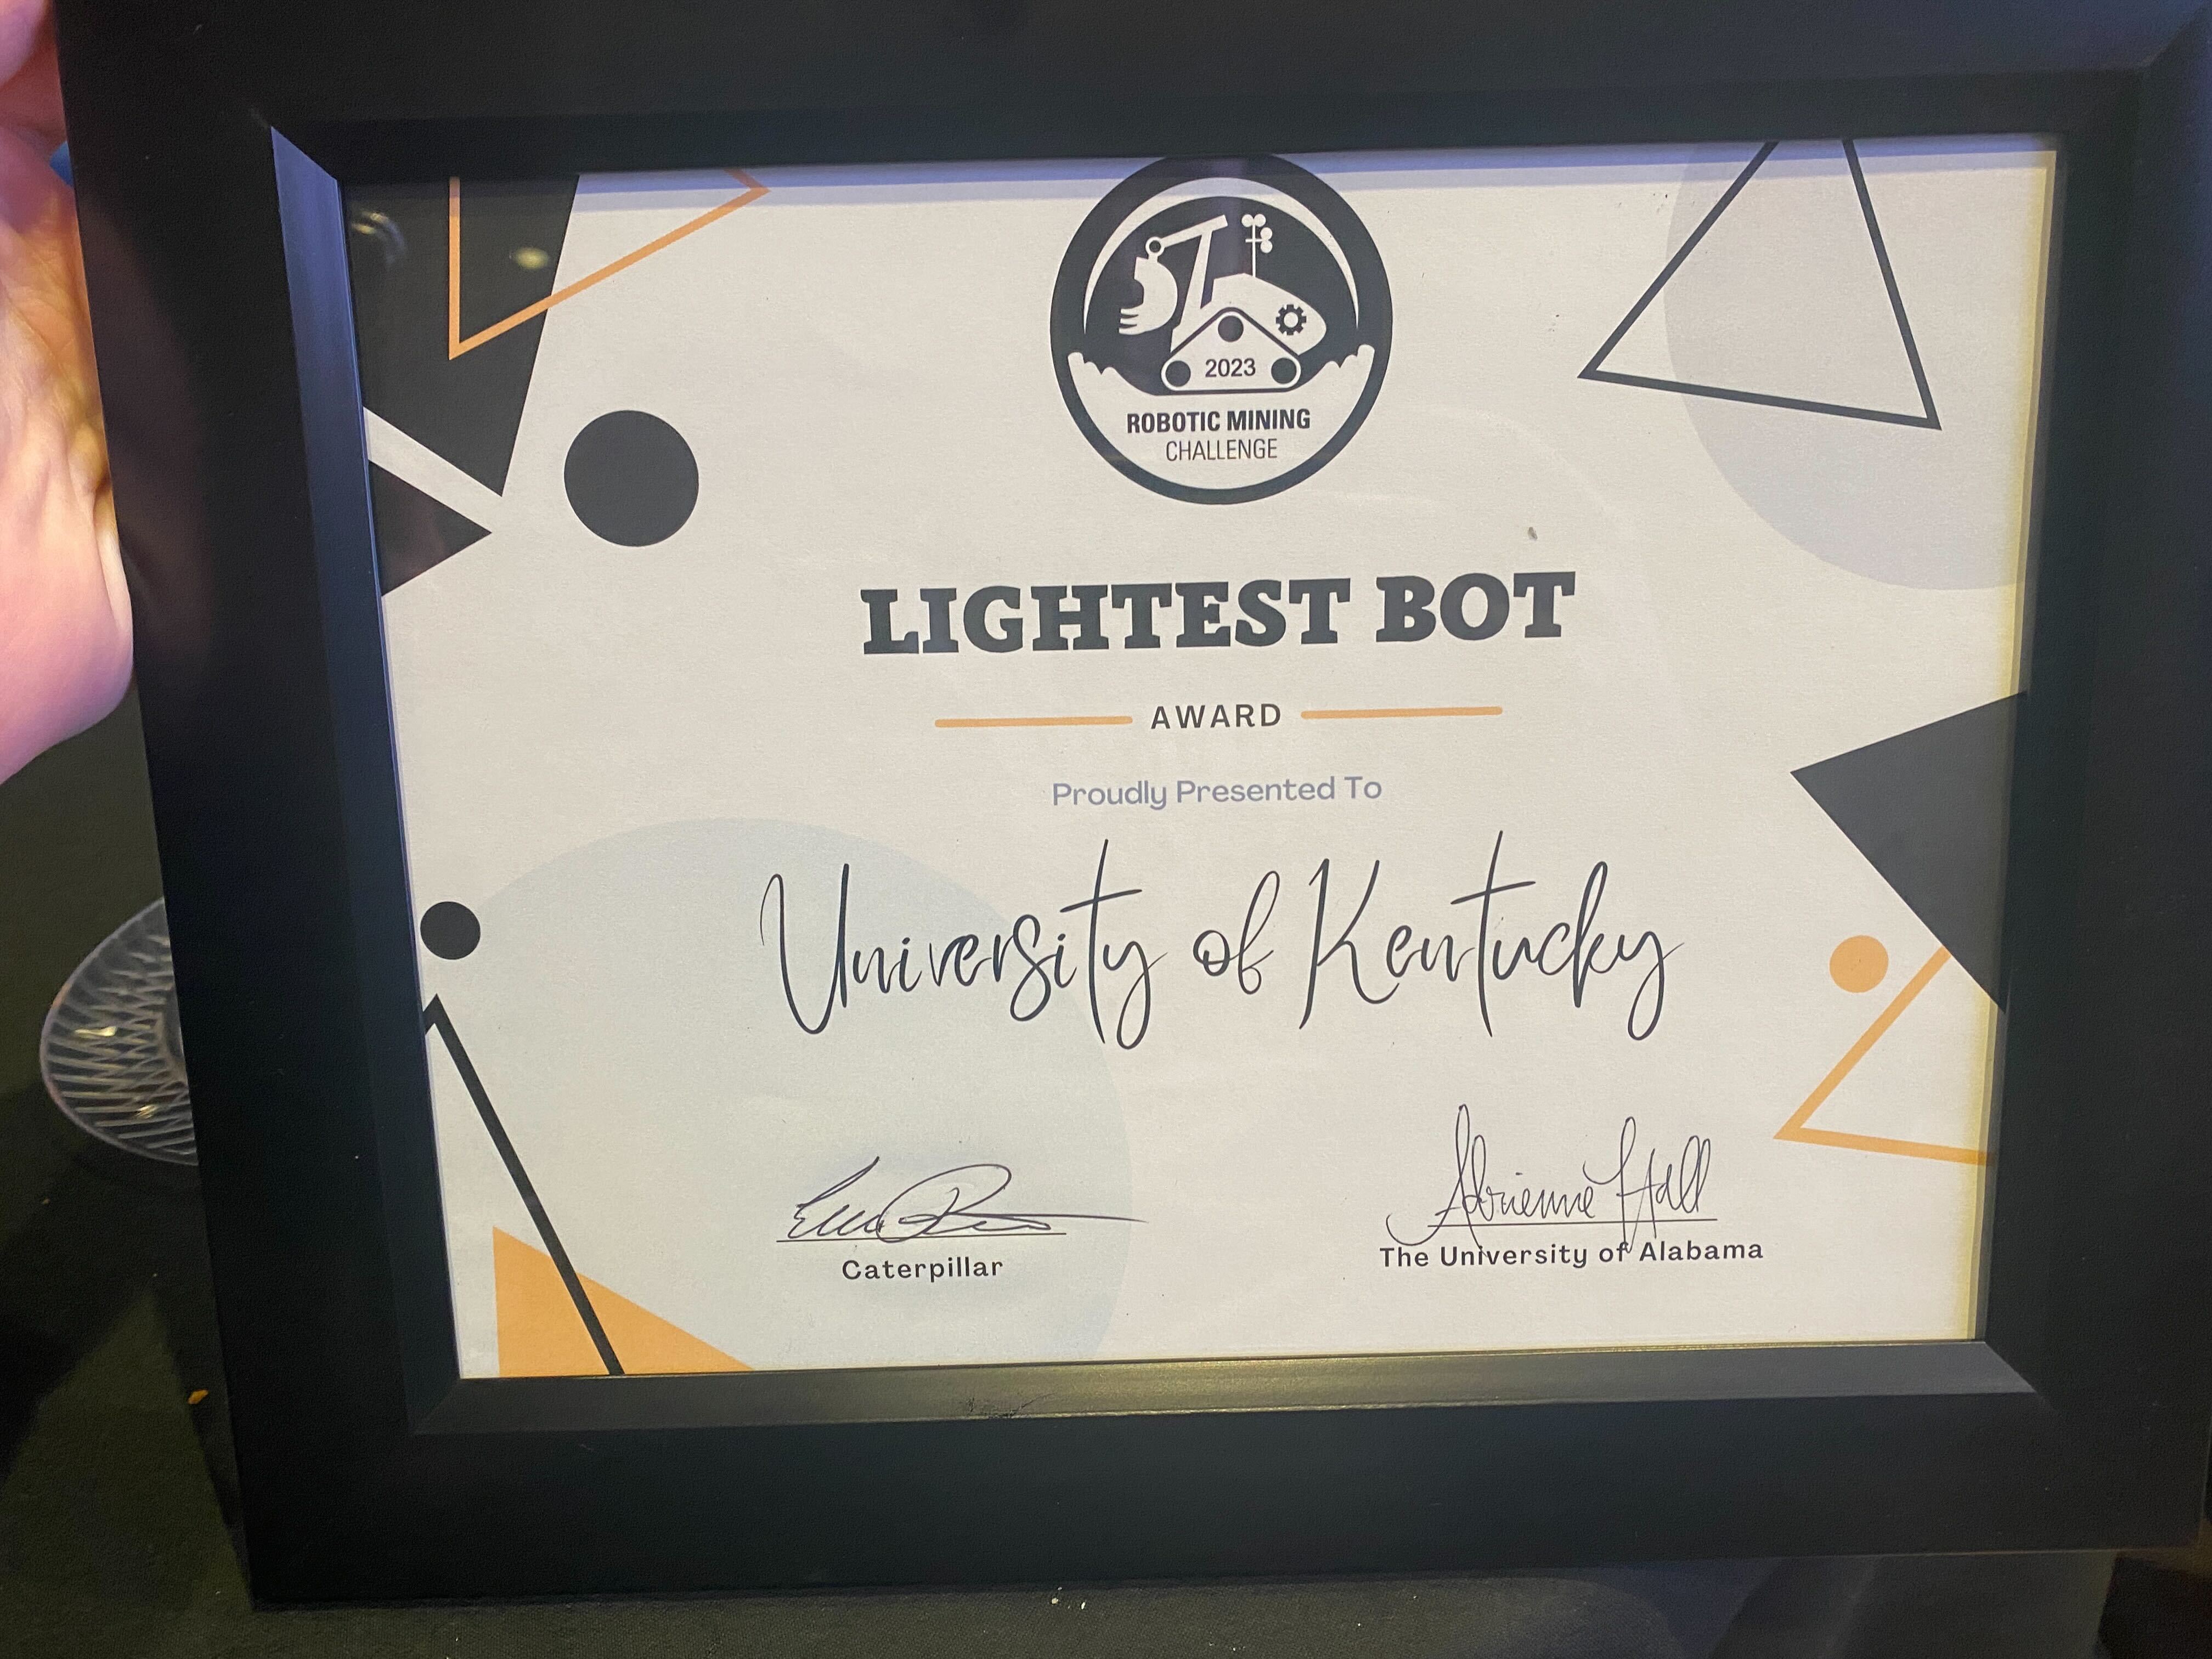 2023
ROBOTIC MINING
CHALLENGE
LIGHTEST BOT
AWARD
Proudly Presented To
University of Kentucky
Adrienne Hall
Caterpillar
The University of Alabama